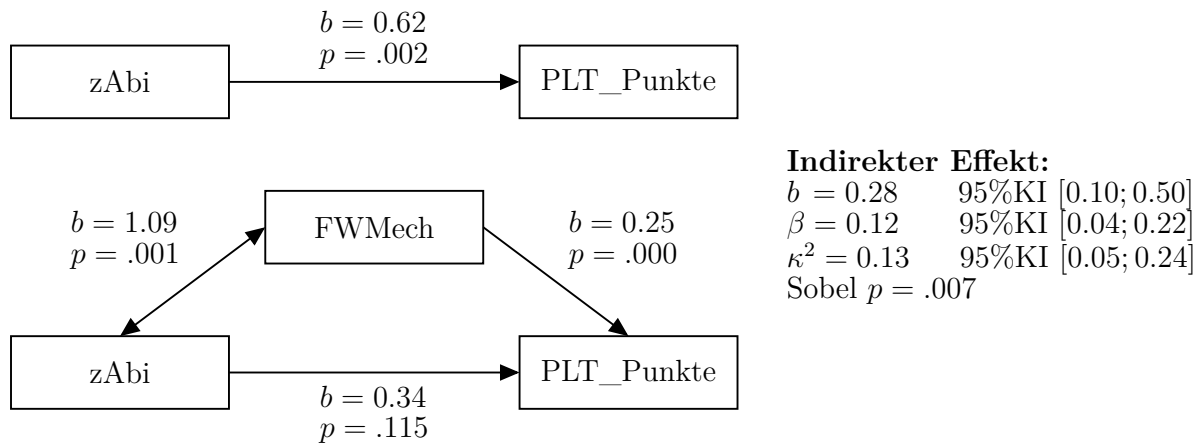 b = 0.62
p = .002
zAbi
PLT_Punkte
b = 1.09
p = .001
FWMech
b = 0.25
p = .000
zAbi
PLT_Punkte
b = 0.34
p = .115
Indirekter Effekt:
b = 0.28 95%KI [0.10; 0.50]
β = 0.12 95%KI [0.04; 0.22]
κ² = 0.13 95%KI [0.05; 0.24]
Sobel p = .007